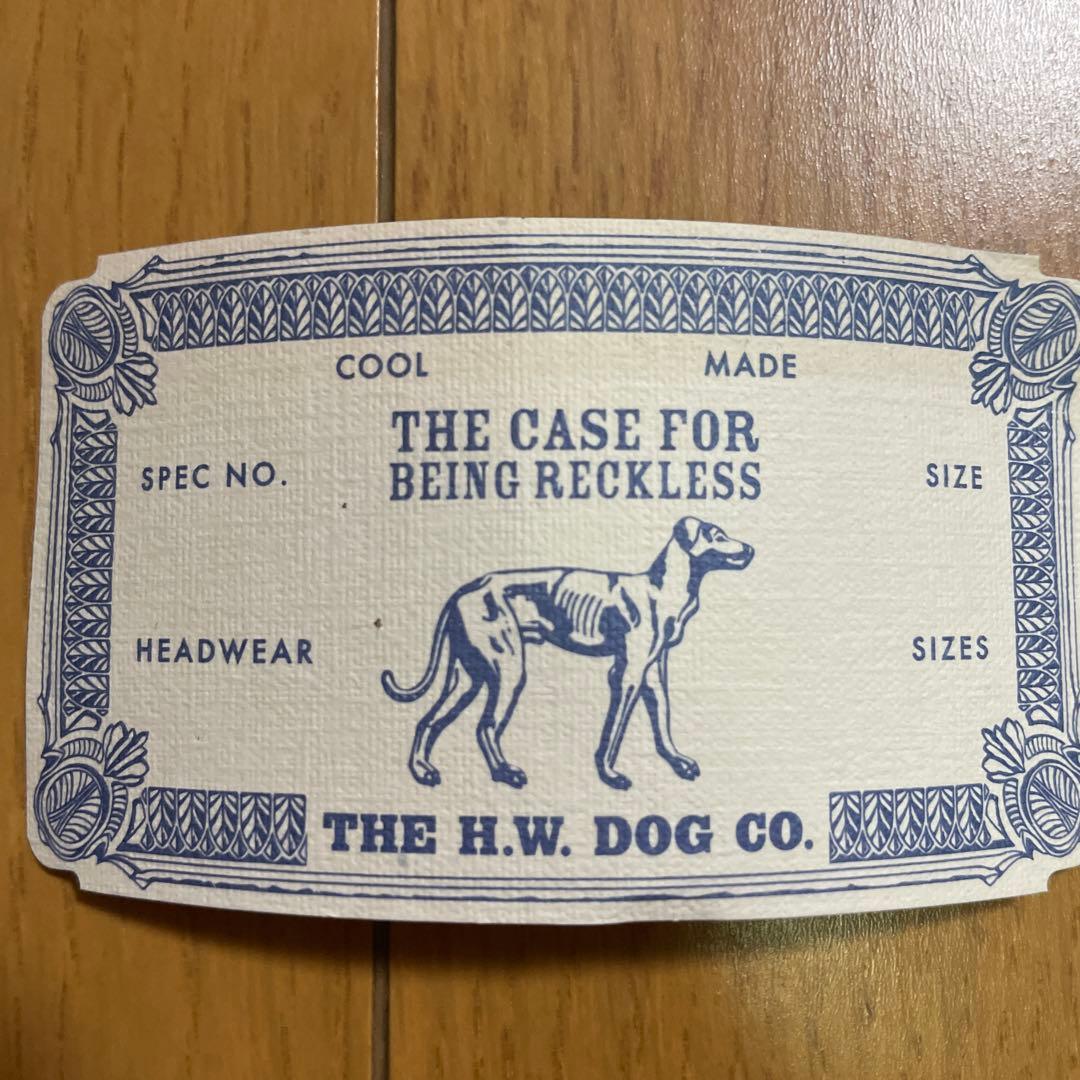 COOL MADE
THE CASE FOR
BEING RECKLESS
SPEC NO. SIZE
HEADWEAR SIZES
THE H.W. DOG CO.